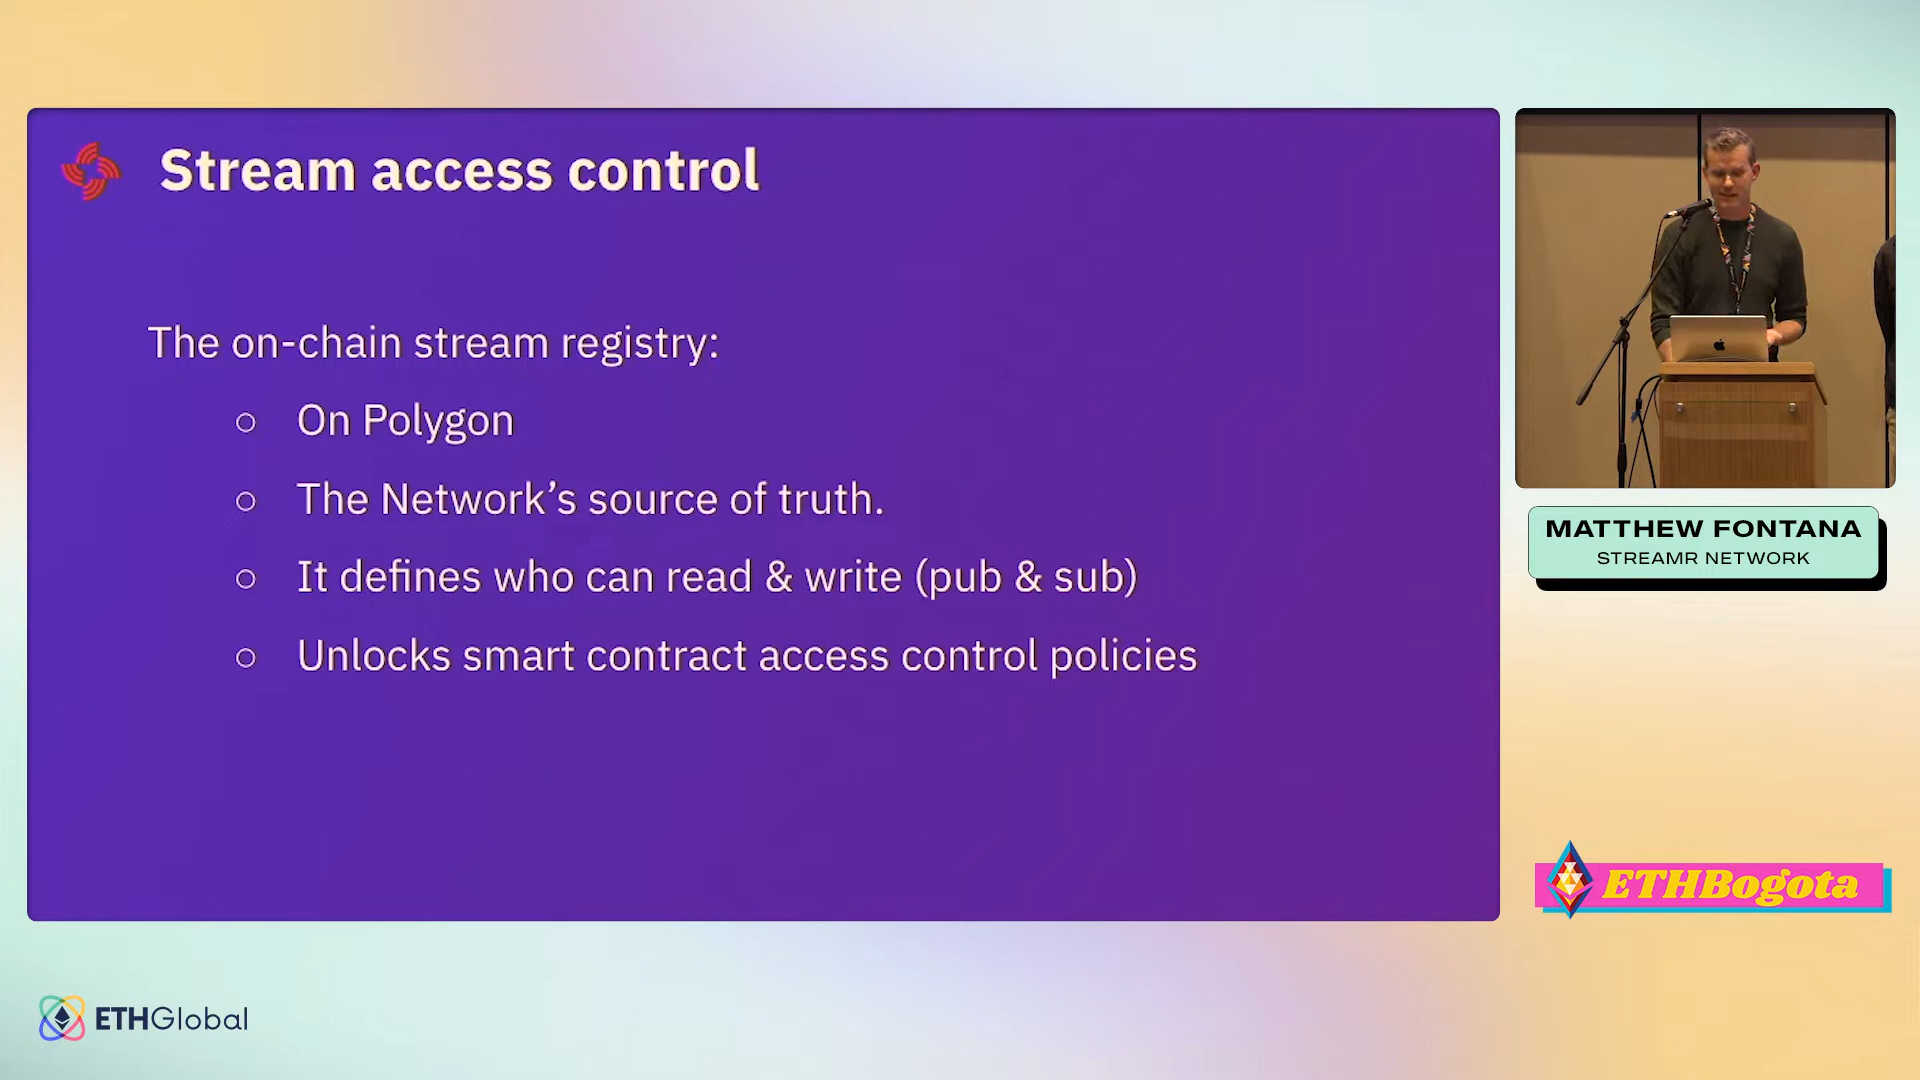 Stream access control
The on-chain stream registry:
○ On Polygon
○ The Network’s source of truth.
○ It defines who can read & write (pub & sub)
○ Unlocks smart contract access control policies
MATTHEW FONTANA
STREAMR NETWORK
ETHBogota
ETHGlobal